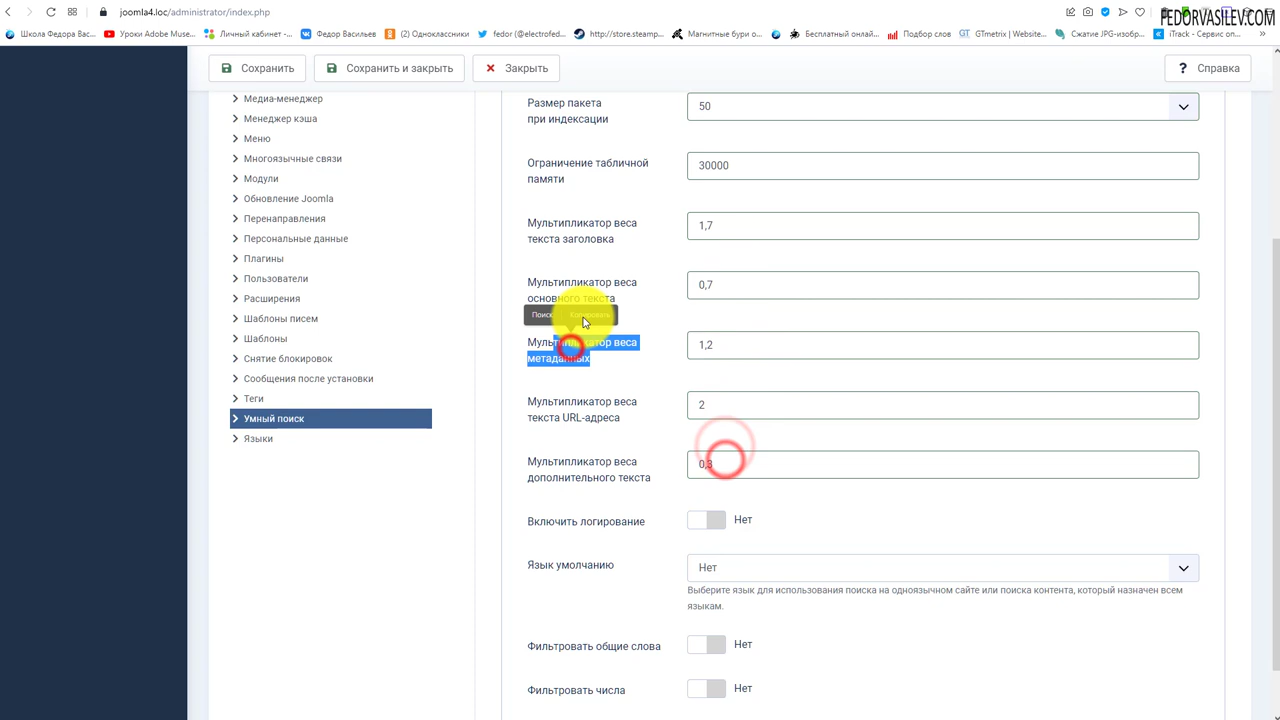 joomla4.loc/administrator/index.php
FEDORVASILEV.COM
Школа Федора Вас...
Уроки Adobe Muse...
Личный кабинет -...
Федор Васильев
(2) Одноклассники
fedor (@electrofed...
http://store.steamp...
Магнитные бури о...
Бесплатный онлай...
Подбор слов
GTmetrix | Website...
Сжатие JPG-изобр...
iTrack - Сервис оп...
Сохранить
Сохранить и закрыть
Закрыть
Справка
Медиа-менеджер
Менеджер кэша
Меню
Многоязычные связи
Модули
Обновление Joomla
Перенаправления
Персональные данные
Плагины
Пользователи
Расширения
Шаблоны писем
Шаблоны
Снятие блокировок
Сообщения после установки
Теги
Умный поиск
Языки
Размер пакета
при индексации
50
Ограничение табличной
памяти
30000
Мультипликатор веса
текста заголовка
1,7
Мультипликатор веса
основного текста
0,7
Поиск
Копировать
Мультипликатор веса
метаданных
1,2
Мультипликатор веса
текста URL-адреса
2
Мультипликатор веса
дополнительного текста
0,3
Включить логирование
Нет
Язык умолчанию
Нет
Выберите язык для использования поиска на одноязычном сайте или поиска контента, который назначен всем
языкам.
Фильтровать общие слова
Нет
Фильтровать числа
Нет